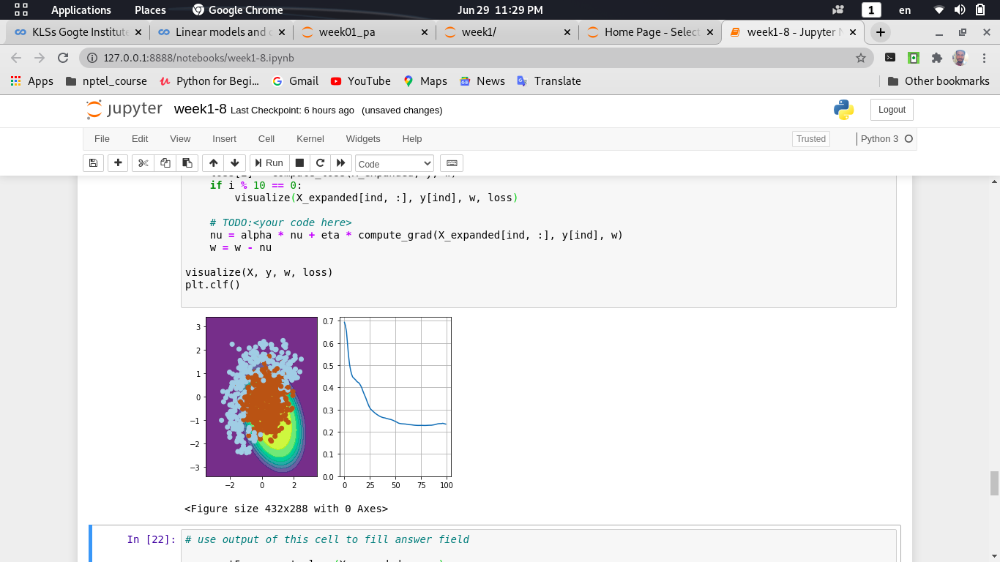 Applications Places Google Chrome Jun 29 11:29 PM 1 en
KLSs Gogte Institute Linear models and week01_pa week1/ Home Page - Select week1-8 - Jupyter
127.0.0.1:8888/notebooks/week1-8.ipynb
Apps nptel_course Python for Begi... Gmail YouTube Maps News Translate Other bookmarks
jupyter week1-8 Last Checkpoint: 6 hours ago (unsaved changes) Logout
File Edit View Insert Cell Kernel Widgets Help Trusted Python 3
Run Code
if i % 10 == 0:
visualize(X_expanded[ind, :], y[ind], w, loss)
# TODO:<your code here>
nu = alpha * nu + eta * compute_grad(X_expanded[ind, :], y[ind], w)
w = w - nu
visualize(X, y, w, loss)
plt.clf()
3
2
1
0
−1
−2
−3
−2 0 2
0.7
0.6
0.5
0.4
0.3
0.2
0.1
0.0
0 25 50 75 100
<Figure size 432x288 with 0 Axes>
In [22]: # use output of this cell to fill answer field